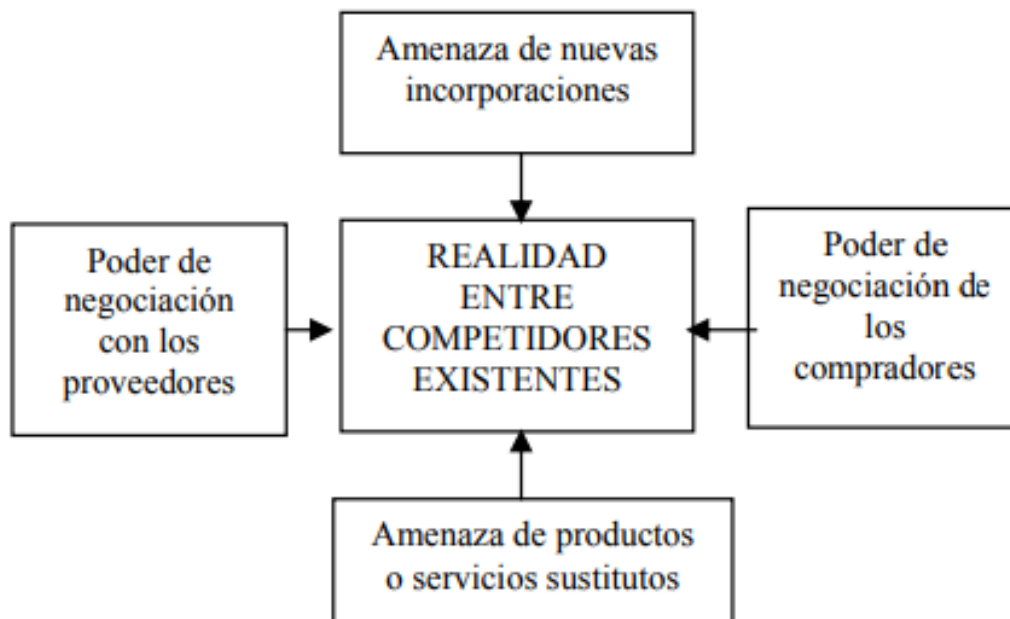 Amenaza de nuevas
incorporaciones
Poder de
negociación
con los
proveedores
REALIDAD
ENTRE
COMPETIDORES
EXISTENTES
Poder de
negociación de
los
compradores
Amenaza de productos
o servicios sustitutos